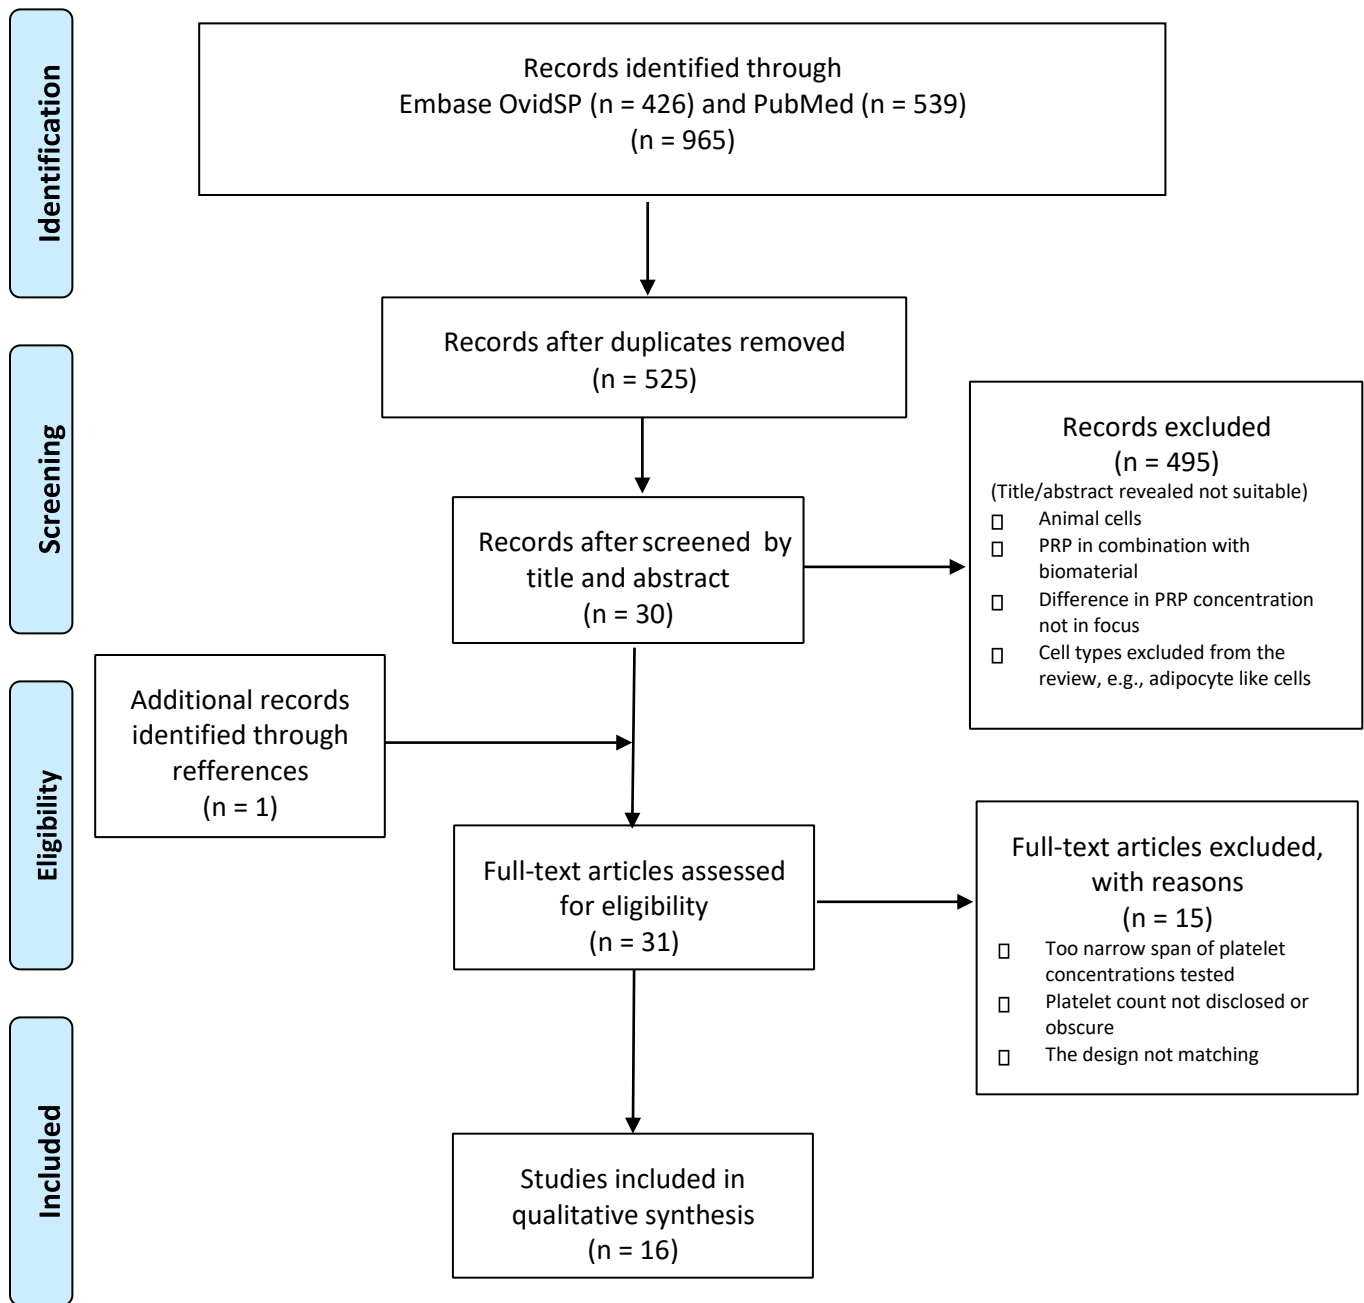 Identification
Records identified through
Embase OvidSP (n = 426) and PubMed (n = 539)
(n = 965)
Records after duplicates removed
(n = 525)
Screening
Records after screened by
title and abstract
(n = 30)
Records excluded
(n = 495)
(Title/abstract revealed not suitable)
Animal cells
PRP in combination with
biomaterial
Difference in PRP concentration
not in focus
Cell types excluded from the
review, e.g., adipocyte like cells
Eligibility
Additional records
identified through
refferences
(n = 1)
Full-text articles assessed
for eligibility
(n = 31)
Full-text articles excluded,
with reasons
(n = 15)
Too narrow span of platelet
concentrations tested
Platelet count not disclosed or
obscure
The design not matching
Included
Studies included in
qualitative synthesis
(n = 16)